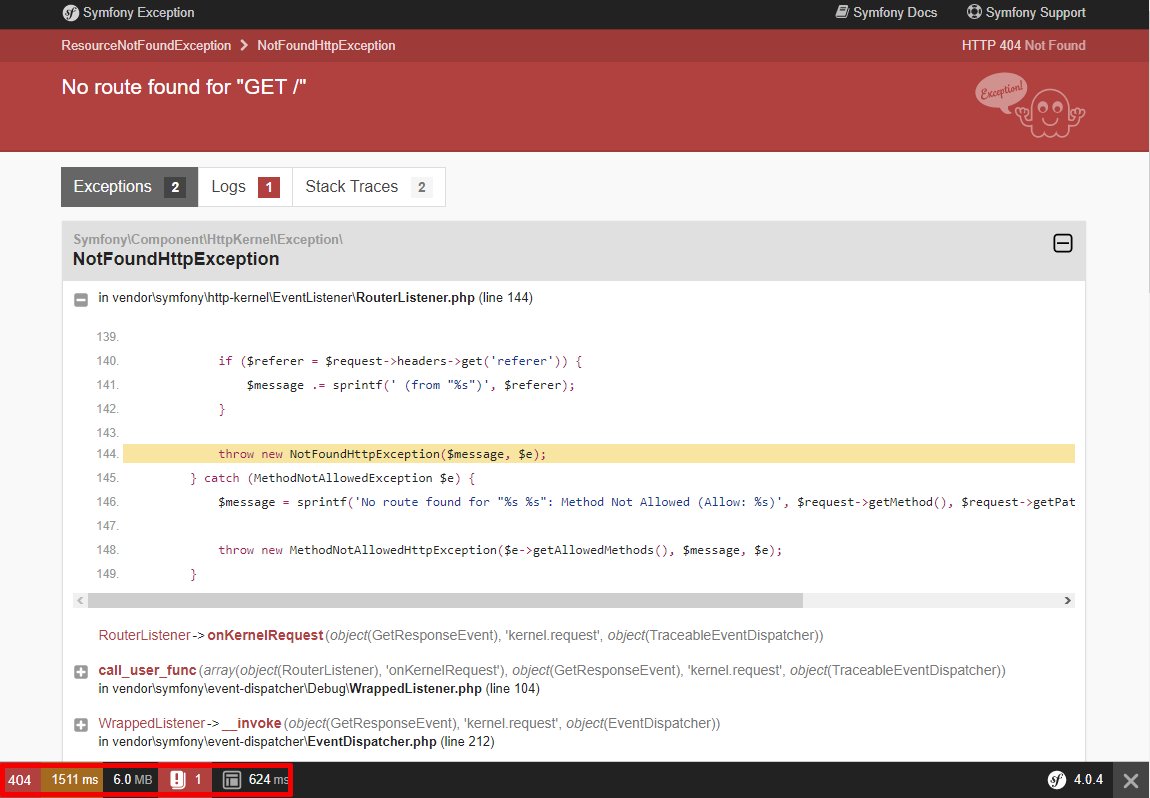 Symfony Exception
Symfony Docs
Symfony Support
ResourceNotFoundException > NotFoundHttpException
HTTP 404 Not Found
No route found for "GET /"
Exception!
Exceptions 2
Logs 1
Stack Traces 2
Symfony\Component\HttpKernel\Exception\
NotFoundHttpException
in vendor\symfony\http-kernel\EventListener\RouterListener.php (line 144)
139.
140. if ($referer = $request->headers->get('referer')) {
141. $message .= sprintf(' (from "%s")', $referer);
142. }
143.
144. throw new NotFoundHttpException($message, $e);
145. } catch (MethodNotAllowedException $e) {
146. $message = sprintf('No route found for "%s %s": Method Not Allowed (Allow: %s)', $request->getMethod(), $request->getPat
147.
148. throw new MethodNotAllowedHttpException($e->getAllowedMethods(), $message, $e);
149. }
RouterListener->onKernelRequest(object(GetResponseEvent), 'kernel.request', object(TraceableEventDispatcher))
call_user_func(array(object(RouterListener), 'onKernelRequest'), object(GetResponseEvent), 'kernel.request', object(TraceableEventDispatcher))
in vendor\symfony\event-dispatcher\Debug\WrappedListener.php (line 104)
WrappedListener->__invoke(object(GetResponseEvent), 'kernel.request', object(EventDispatcher))
in vendor\symfony\event-dispatcher\EventDispatcher.php (line 212)
404 1511 ms 6.0 MB 1 624 ms 4.0.4